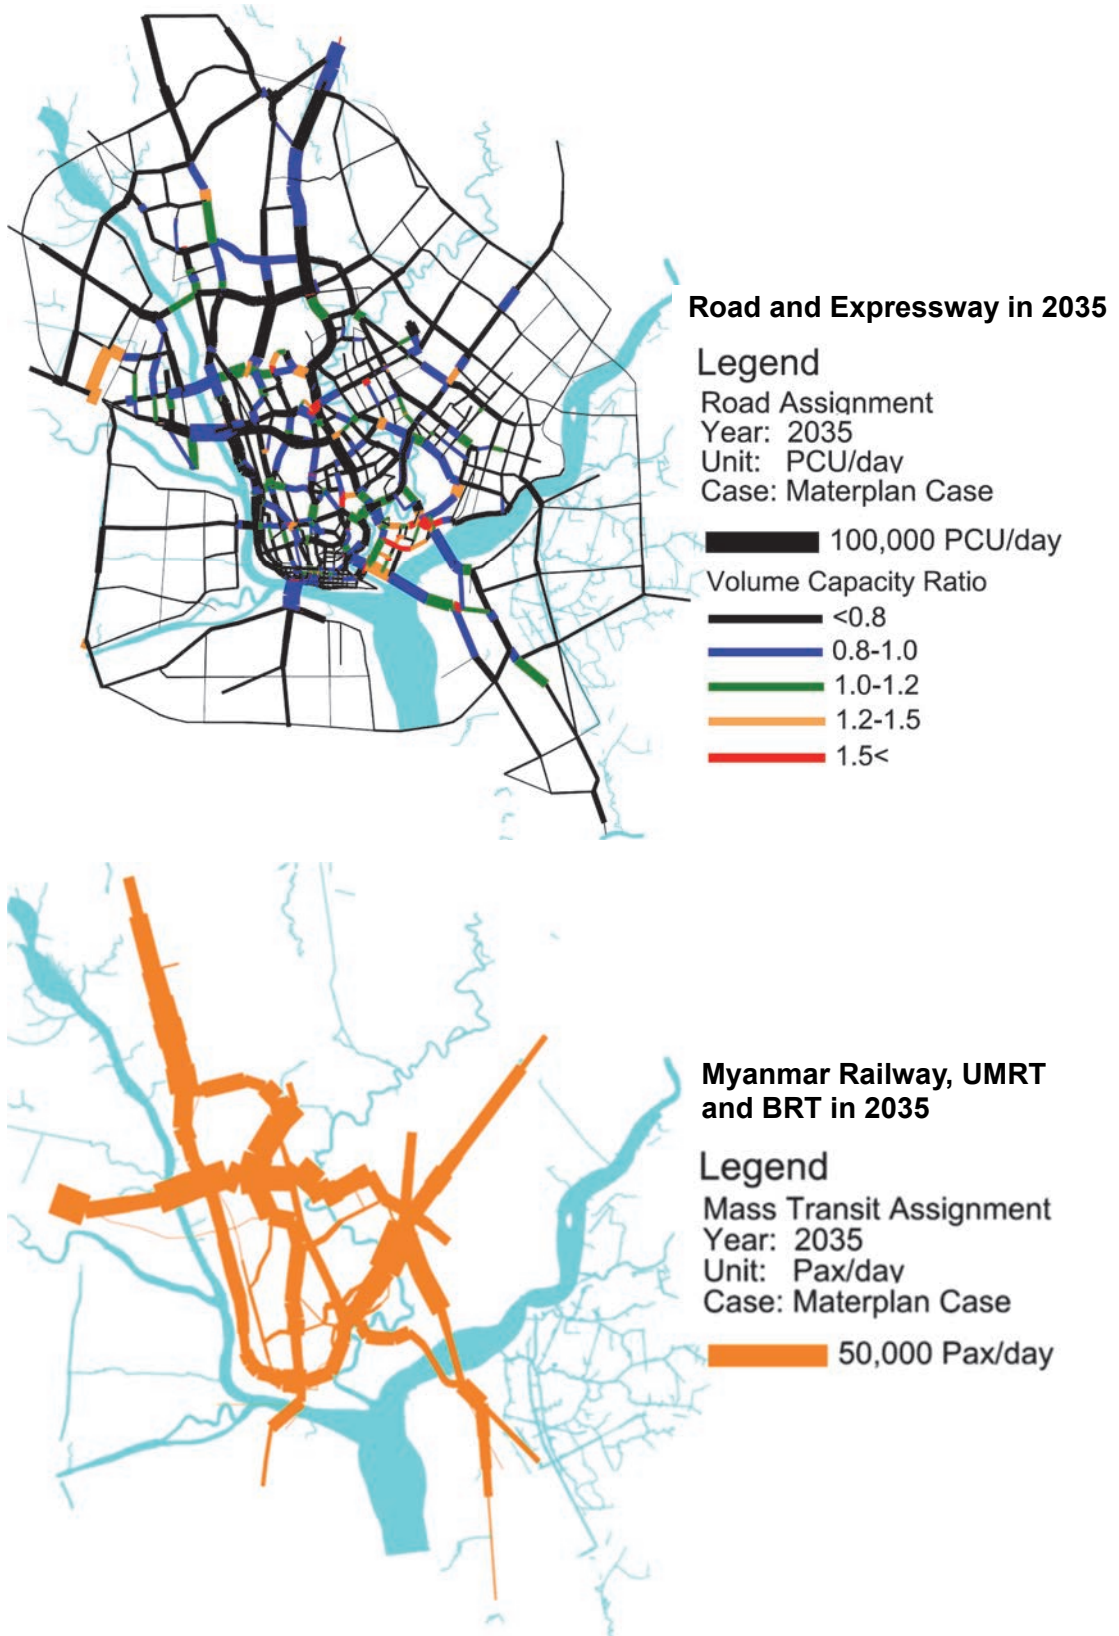 Road and Expressway in 2035
Legend
Road Assignment
Year: 2035
Unit: PCU/day
Case: Materplan Case
100,000 PCU/day
Volume Capacity Ratio
<0.8
0.8-1.0
1.0-1.2
1.2-1.5
1.5<
Myanmar Railway, UMRT
and BRT in 2035
Legend
Mass Transit Assignment
Year: 2035
Unit: Pax/day
Case: Materplan Case
50,000 Pax/day